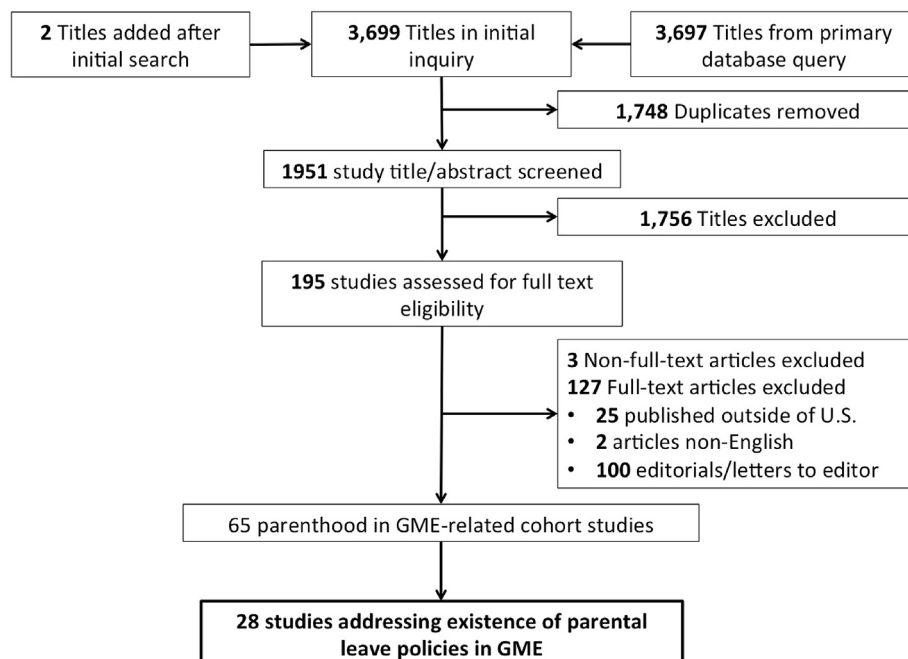 2 Titles added after
initial search
3,699 Titles in initial
inquiry
3,697 Titles from primary
database query
1,748 Duplicates removed
1951 study title/abstract screened
1,756 Titles excluded
195 studies assessed for full text
eligibility
3 Non-full-text articles excluded
127 Full-text articles excluded
• 25 published outside of U.S.
• 2 articles non-English
• 100 editorials/letters to editor
65 parenthood in GME-related cohort studies
28 studies addressing existence of parental
leave policies in GME